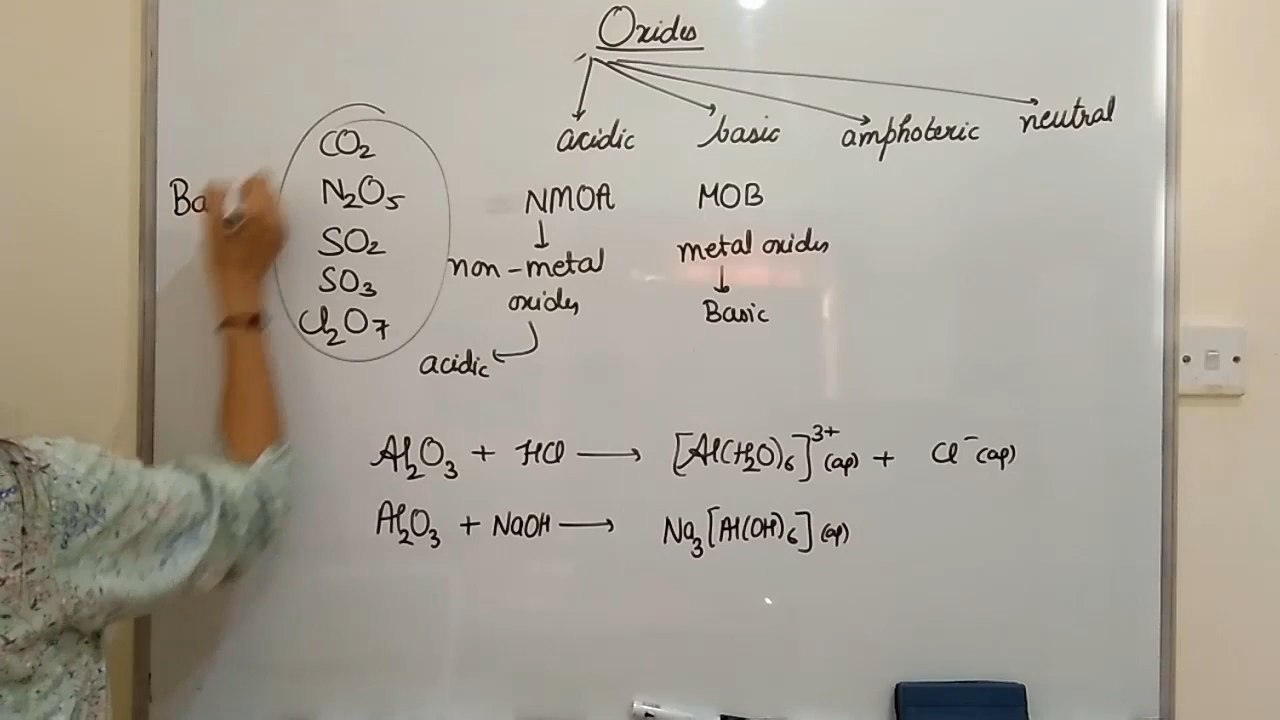 Oxides
acidic basic amphoteric neutral
CO2
N2O5
SO2
SO3
Cl2O7
Ba
NMOA
non-metal
oxides
acidic
MOB
metal oxides
Basic
Al2O3 + HCl → [Al(H2O)6]3+ (aq) + Cl- (aq)
Al2O3 + NaOH → Na3[Al(OH)6] (aq)